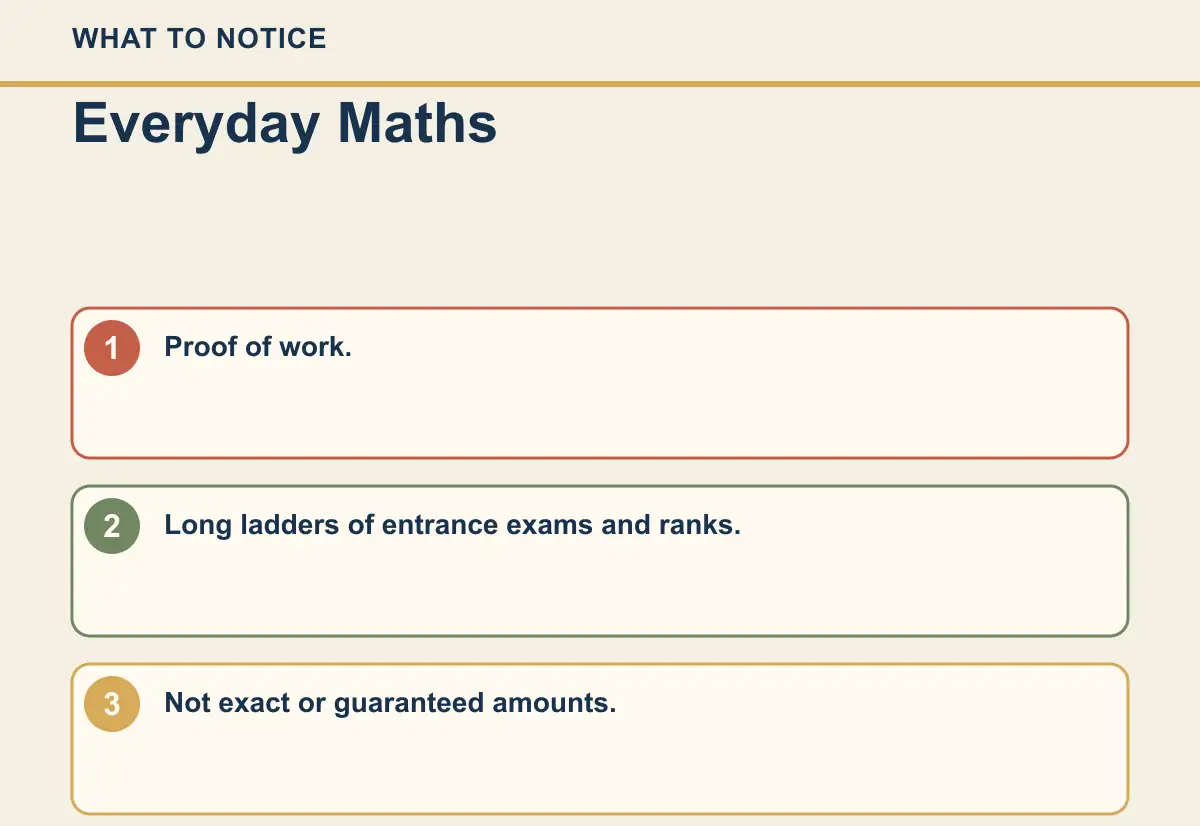 WHAT TO NOTICE
Everyday Maths
1
Proof of work.
2
Long ladders of entrance exams and ranks.
3
Not exact or guaranteed amounts.